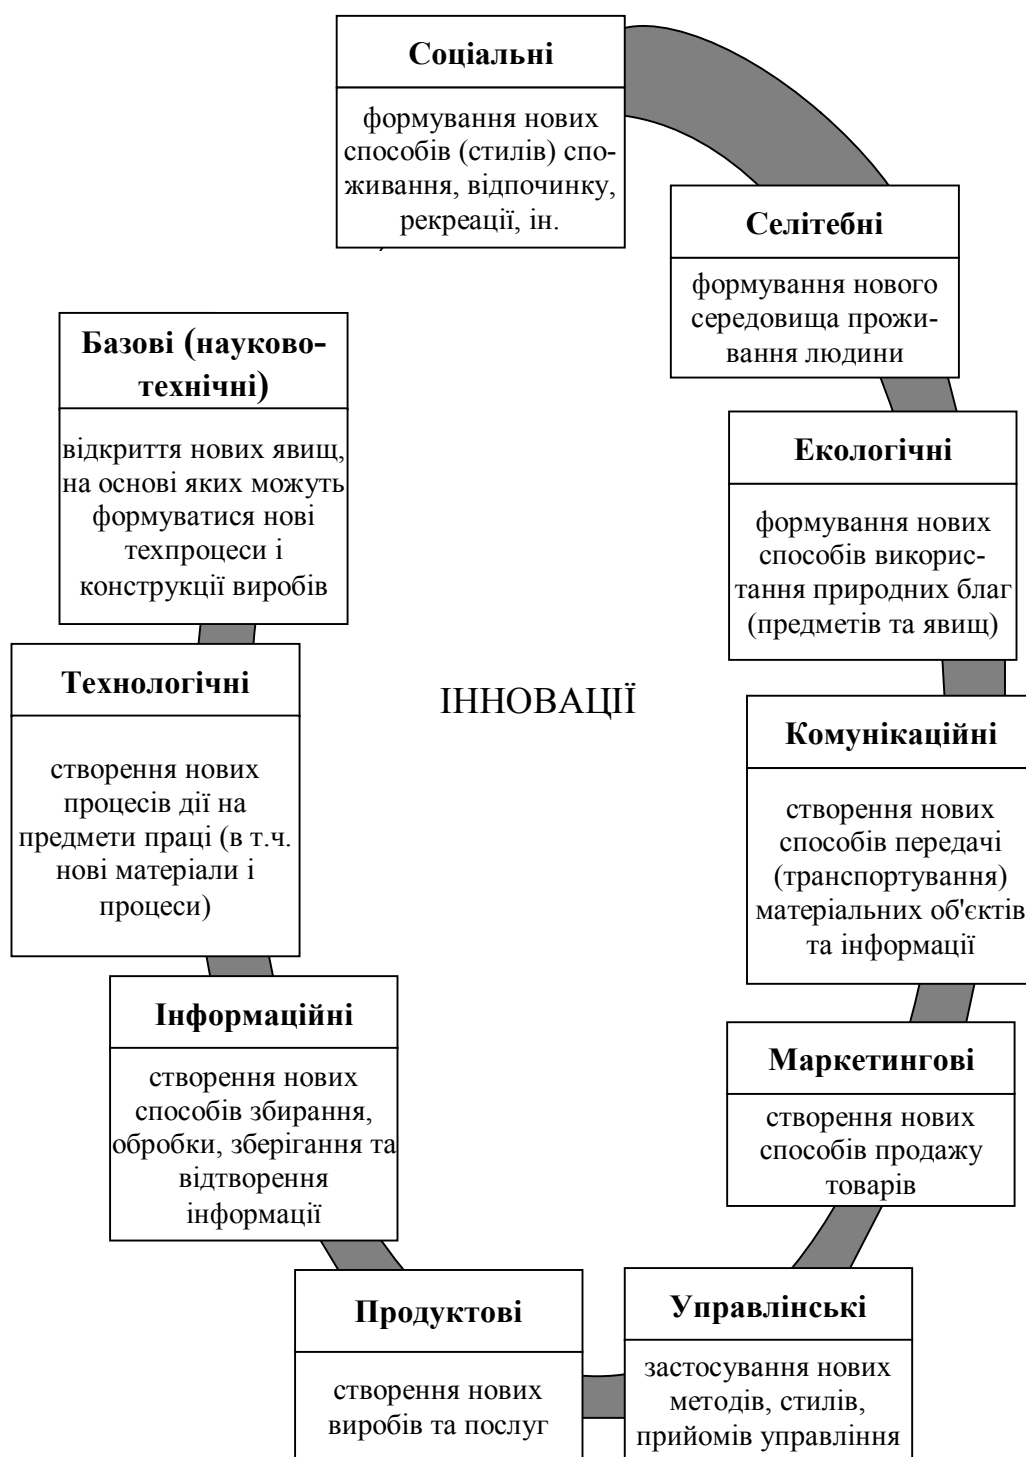 Соціальні
формування нових
способів (стилів) спо-
живання, відпочинку,
рекреації, ін.
Селітебні
формування нового
середовища прожи-
вання людини
Базові (науково-
технічні)
відкриття нових явищ,
на основі яких можуть
формуватися нові
техпроцеси і
конструкції виробів
Екологічні
формування нових
способів викорис-
тання природних благ
(предметів та явищ)
Технологічні
створення нових
процесів дії на
предмети праці (в т.ч.
нові матеріали і
процеси)
ІННОВАЦІЇ
Комунікаційні
створення нових
способів передачі
(транспортування)
матеріальних об'єктів
та інформації
Інформаційні
створення нових
способів збирання,
обробки, зберігання та
відтворення
інформації
Маркетингові
створення нових
способів продажу
товарів
Продуктові
створення нових
виробів та послуг
Управлінські
застосування нових
методів, стилів,
прийомів управління